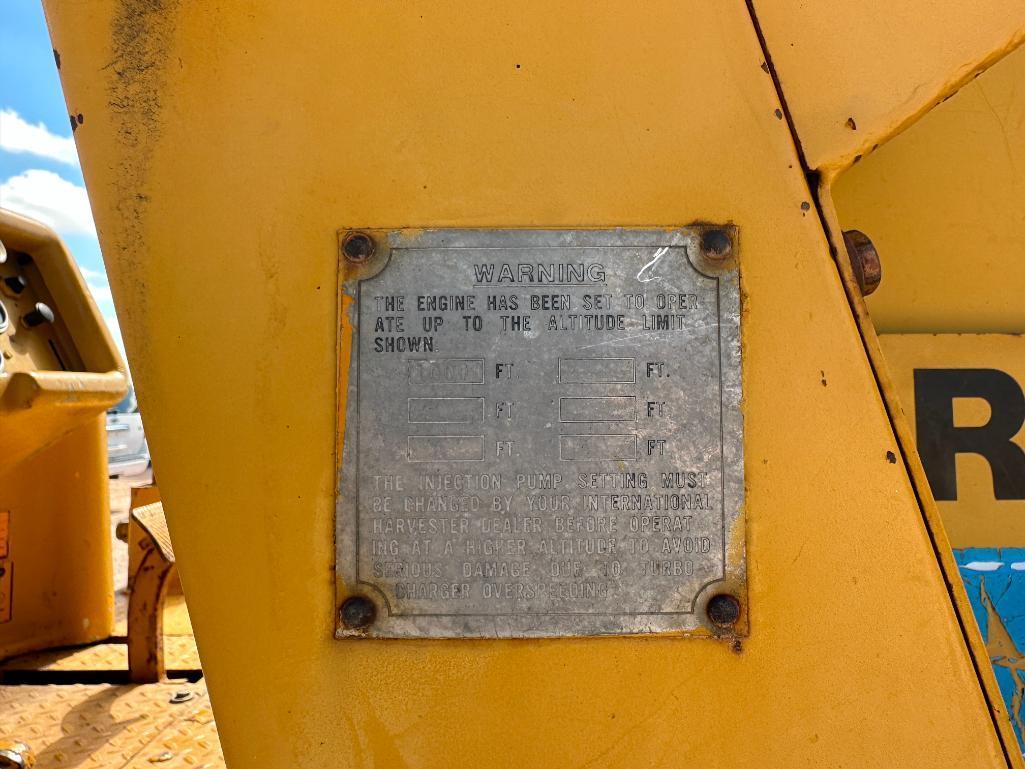 WARNING
THE ENGINE HAS BEEN SET TO OPER
ATE UP TO THE ALTITUDE LIMIT
SHOWN.
FT. FT.
FT FT
FT. FT
THE INJECTION PUMP SETTING MUST
BE CHANGED BY YOUR INTERNATIONAL
HARVESTER DEALER BEFORE OPERAT
ING AT A HIGHER ALTITUDE TO AVOID
SERIOUS DAMAGE DUE TO TURBO
CHARGER OVERSPEEDING.
R